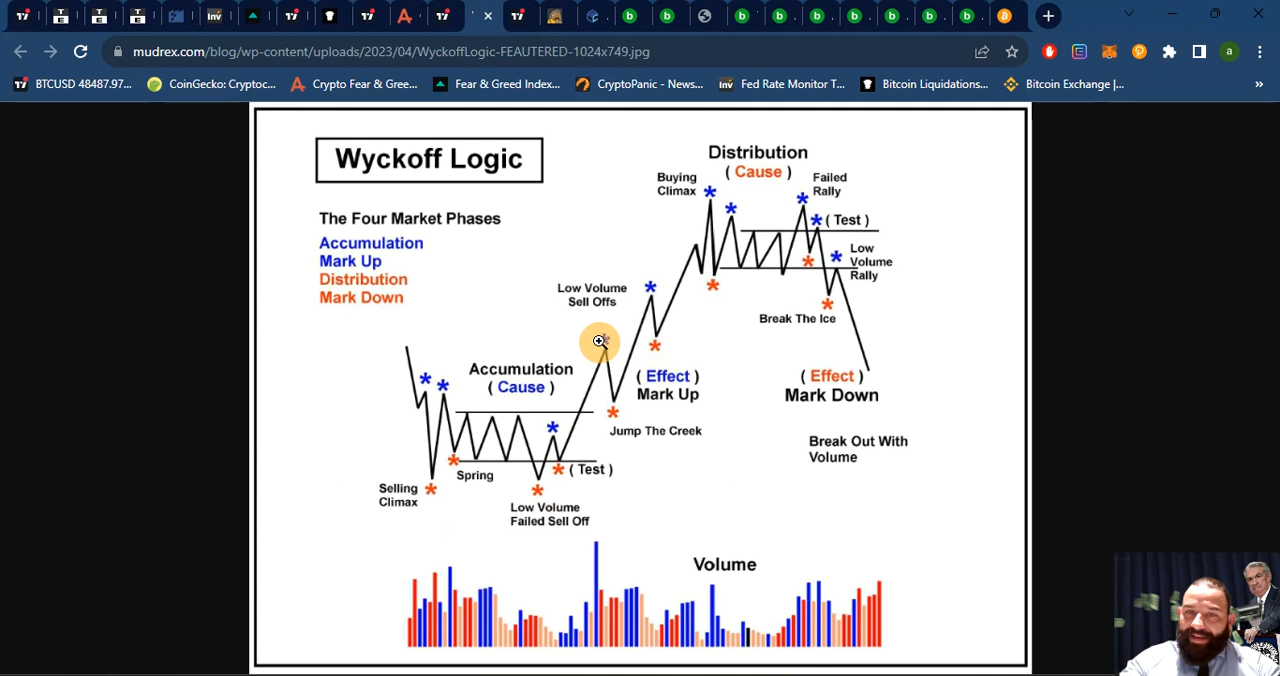 mudrex.com/blog/wp-content/uploads/2023/04/WyckoffLogic-FEAUTERED-1024x749.jpg
BTCUSD 48487.97...
CoinGecko: Cryptoc...
Crypto Fear & Gree...
Fear & Greed Index...
CryptoPanic - News...
Fed Rate Monitor T...
Bitcoin Liquidations...
Bitcoin Exchange |...
Wyckoff Logic
The Four Market Phases
Accumulation
Mark Up
Distribution
Mark Down
Distribution
( Cause )
Buying
Climax
Failed
Rally
( Test )
Low
Volume
Rally
Break The Ice
Low Volume
Sell Offs
Accumulation
( Cause )
( Effect )
Mark Up
( Effect )
Mark Down
Jump The Creek
Break Out With
Volume
Selling
Climax
Spring
( Test )
Low Volume
Failed Sell Off
Volume